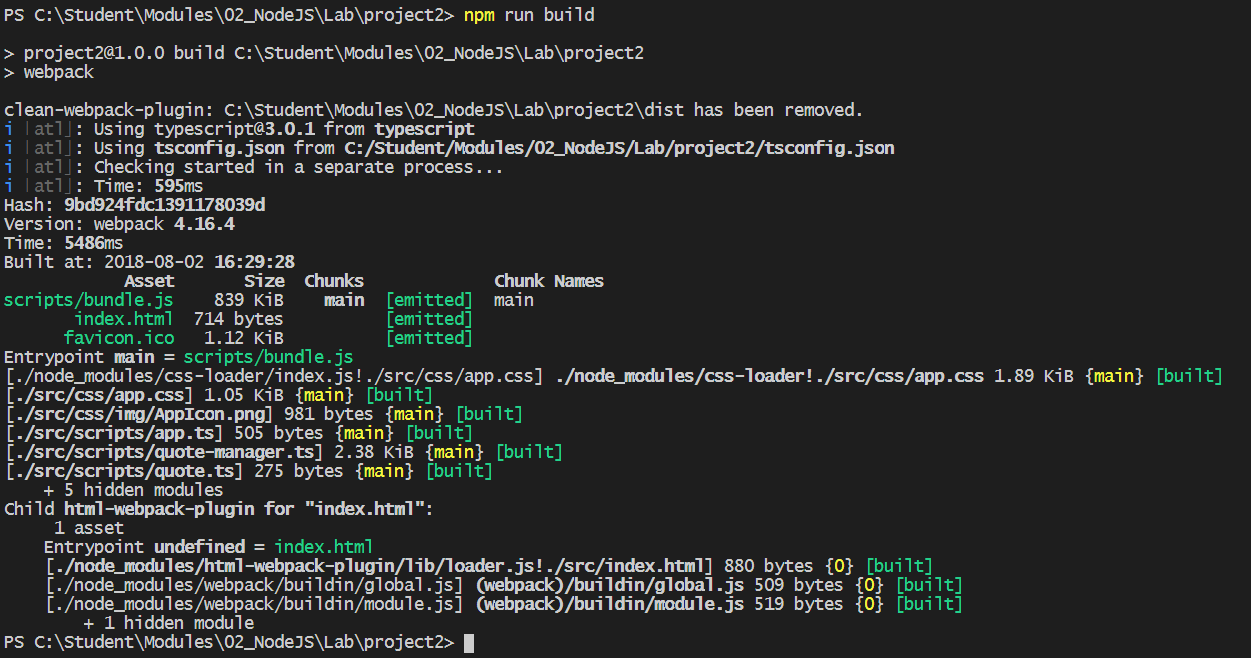 PS C:\Student\Modules\02_NodeJS\Lab\project2> npm run build
> project2@1.0.0 build C:\Student\Modules\02_NodeJS\Lab\project2
> webpack
clean-webpack-plugin: C:\Student\Modules\02_NodeJS\Lab\project2\dist has been removed.
i ｢atl｣: Using typescript@3.0.1 from typescript
i ｢atl｣: Using tsconfig.json from C:/Student/Modules/02_NodeJS/Lab/project2/tsconfig.json
i ｢atl｣: Checking started in a separate process...
i ｢atl｣: Time: 595ms
Hash: 9bd924fdc1391178039d
Version: webpack 4.16.4
Time: 5486ms
Built at: 2018-08-02 16:29:28
Asset Size Chunks Chunk Names
scripts/bundle.js 839 KiB main [emitted] main
index.html 714 bytes [emitted]
favicon.ico 1.12 KiB [emitted]
Entrypoint main = scripts/bundle.js
[./node_modules/css-loader/index.js!./src/css/app.css] ./node_modules/css-loader!./src/css/app.css 1.89 KiB {main} [built]
[./src/css/app.css] 1.05 KiB {main} [built]
[./src/css/img/AppIcon.png] 981 bytes {main} [built]
[./src/scripts/app.ts] 505 bytes {main} [built]
[./src/scripts/quote-manager.ts] 2.38 KiB {main} [built]
[./src/scripts/quote.ts] 275 bytes {main} [built]
+ 5 hidden modules
Child html-webpack-plugin for "index.html":
1 asset
Entrypoint undefined = index.html
[./node_modules/html-webpack-plugin/lib/loader.js!./src/index.html] 880 bytes {0} [built]
[./node_modules/webpack/buildin/global.js] (webpack)/buildin/global.js 509 bytes {0} [built]
[./node_modules/webpack/buildin/module.js] (webpack)/buildin/module.js 519 bytes {0} [built]
+ 1 hidden module
PS C:\Student\Modules\02_NodeJS\Lab\project2>